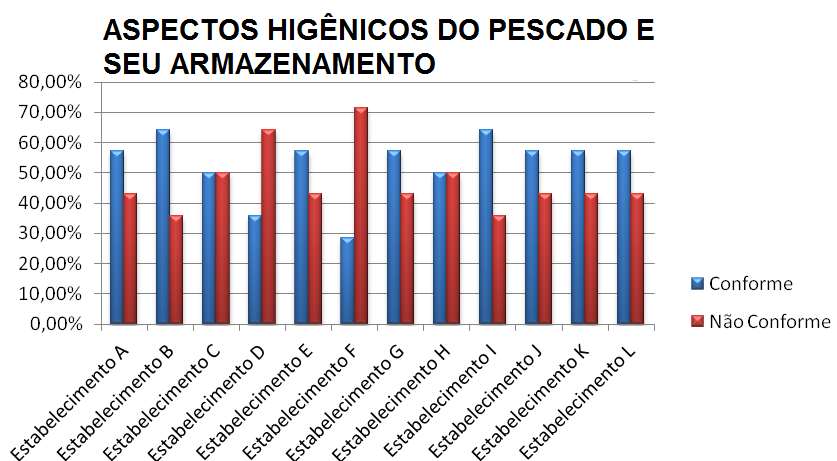 ASPECTOS HIGÊNICOS DO PESCADO E
SEU ARMAZENAMENTO
80,00%
70,00%
60,00%
50,00%
40,00%
30,00%
20,00%
10,00%
0,00%
Estabelecimento A
Estabelecimento B
Estabelecimento C
Estabelecimento D
Estabelecimento E
Estabelecimento F
Estabelecimento G
Estabelecimento H
Estabelecimento I
Estabelecimento J
Estabelecimento K
Estabelecimento L
Conforme
Não Conforme